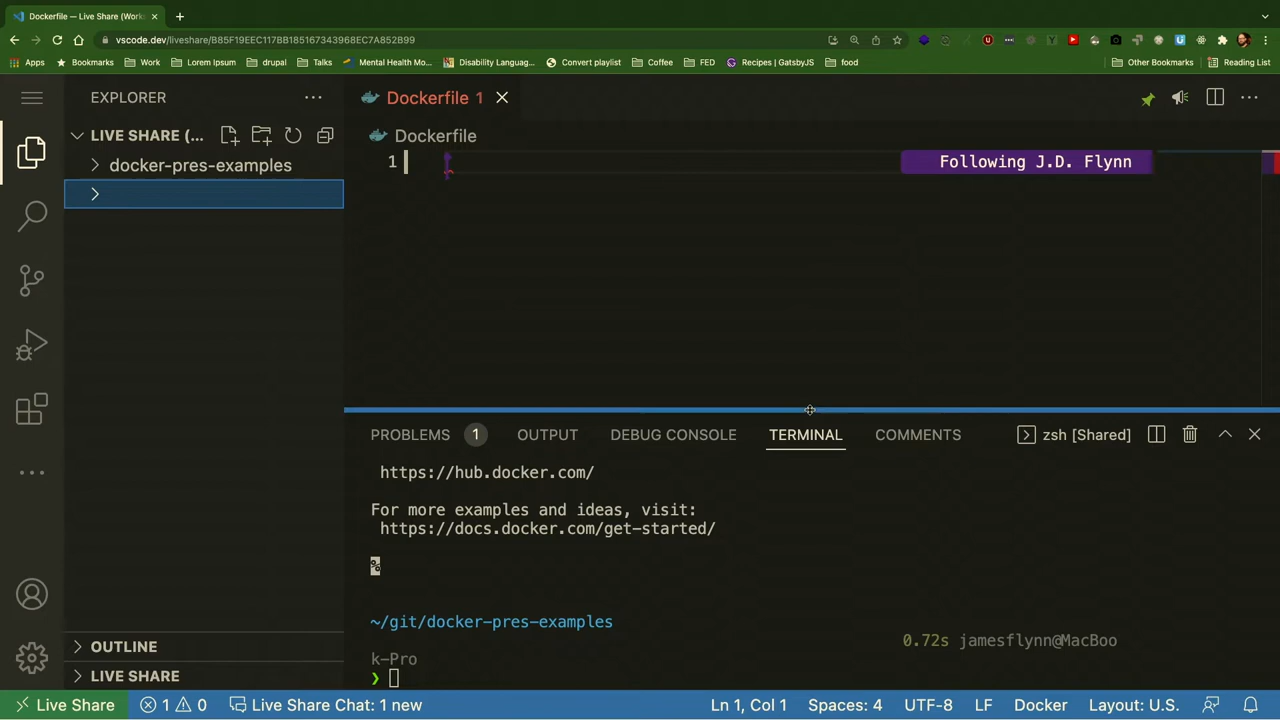 Dockerfile — Live Share (Works
vscode.dev/liveshare/B85F19EEC117BB185167343968EC7A852B99
Apps
Bookmarks
Work
Lorem Ipsum
drupal
Talks
Mental Health Mo...
Disability Languag...
Convert playlist
Coffee
FED
Recipes | GatsbyJS
food
Other Bookmarks
Reading List
EXPLORER
LIVE SHARE (...
docker-pres-examples
OUTLINE
LIVE SHARE
Dockerfile 1
Dockerfile
1
Following J.D. Flynn
PROBLEMS 1
OUTPUT
DEBUG CONSOLE
TERMINAL
COMMENTS
zsh [Shared]
https://hub.docker.com/
For more examples and ideas, visit:
https://docs.docker.com/get-started/
%
~/git/docker-pres-examples
0.72s jamesflynn@MacBoo
k-Pro
❯
Live Share
1
0
Live Share Chat: 1 new
Ln 1, Col 1
Spaces: 4
UTF-8
LF
Docker
Layout: U.S.